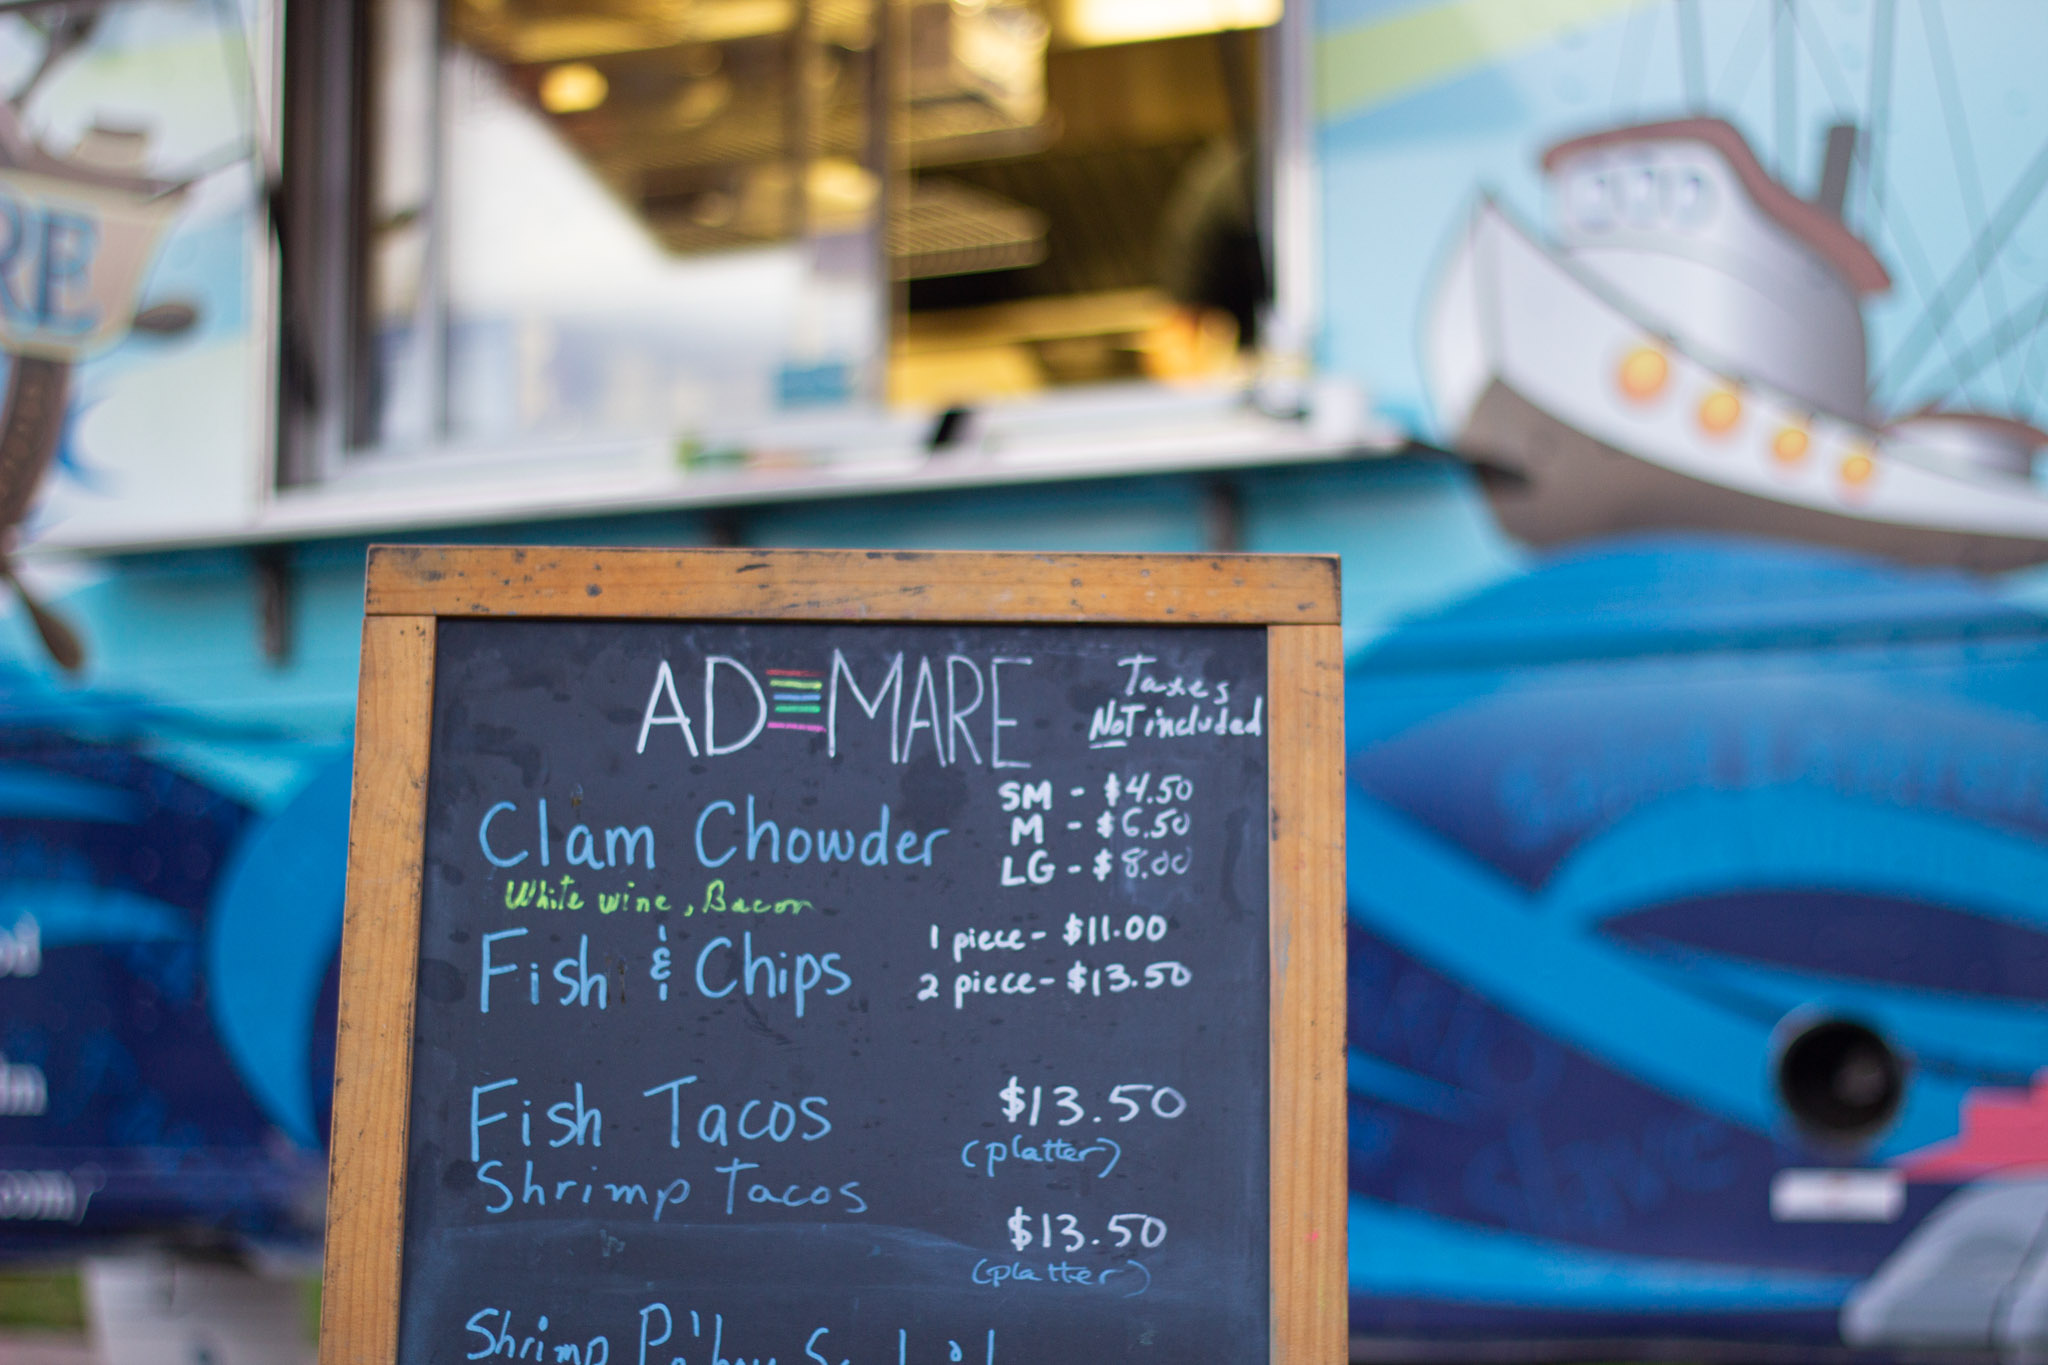 RE
AD MARE
Taxes
NOT included
Clam Chowder
SM - $4.50
M - $6.50
LG - $8.00
White wine, Bacon
Fish & Chips
1 piece - $11.00
2 piece - $13.50
Fish Tacos
$13.50
(platter)
Shrimp Tacos
$13.50
(platter)
Shrimp Po'boy
.com/